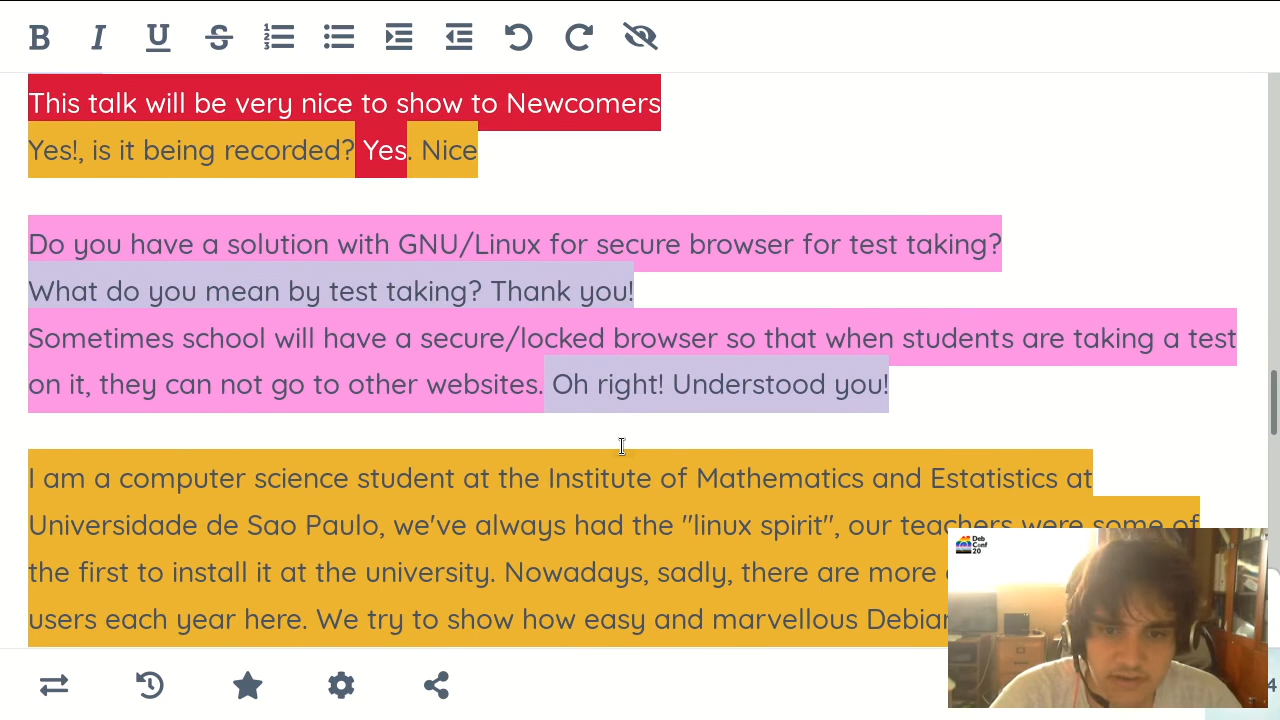 This talk will be very nice to show to Newcomers
Yes!, is it being recorded? Yes. Nice
Do you have a solution with GNU/Linux for secure browser for test taking?
What do you mean by test taking? Thank you!
Sometimes school will have a secure/locked browser so that when students are taking a test
on it, they can not go to other websites. Oh right! Understood you!
I am a computer science student at the Institute of Mathematics and Estatistics at
Universidade de Sao Paulo, we've always had the "linux spirit", our teachers were some of
the first to install it at the university. Nowadays, sadly, there are more
users each year here. We try to show how easy and marvellous Debian
Deb
Conf
20
4